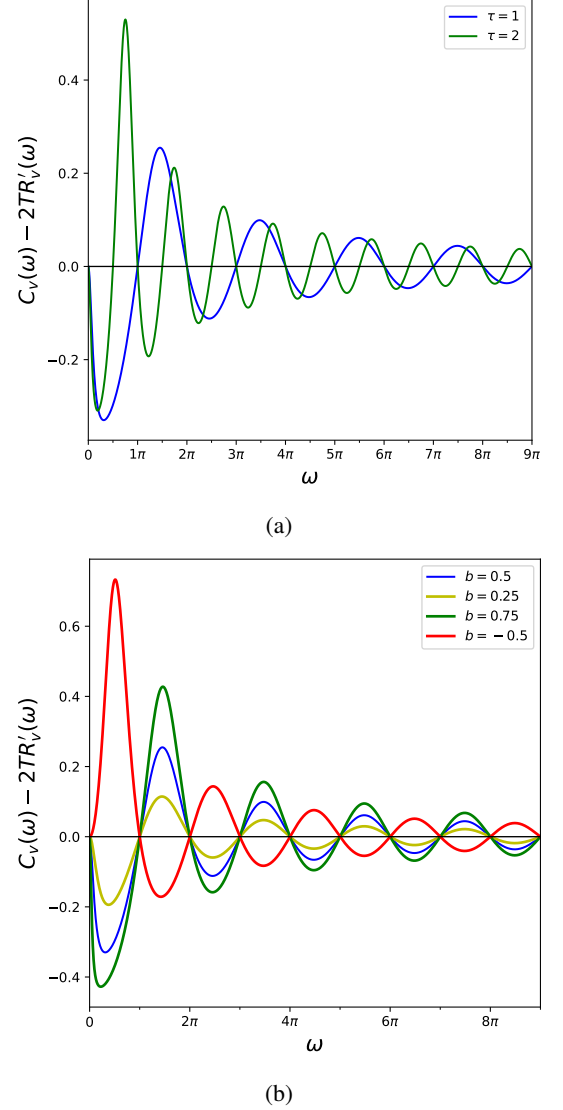 τ = 1
τ = 2
0.4
0.2
0.0
−0.2
C_v(ω) − 2TR′_v(ω)
0 1π 2π 3π 4π 5π 6π 7π 8π 9π
ω
(a)
b = 0.5
b = 0.25
b = 0.75
b = −0.5
0.6
0.4
0.2
0.0
−0.2
−0.4
C_v(ω) − 2TR′_v(ω)
0 2π 4π 6π 8π
ω
(b)